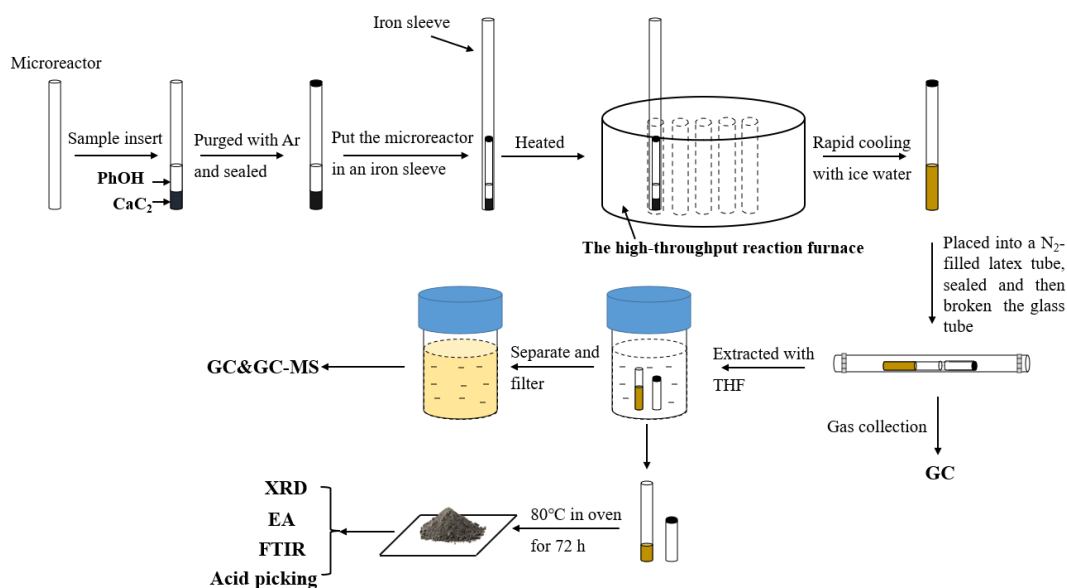 Iron sleeve
Microreactor
Sample insert
PhOH
CaC₂
Purged with Ar
and sealed
Put the microreactor
in an iron sleeve
Heated
The high-throughput reaction furnace
Rapid cooling
with ice water
Placed into a N₂-
filled latex tube,
sealed and then
broken the glass
tube
Gas collection
GC
Extracted with
THF
Separate and
filter
GC&GC-MS
80℃ in oven
for 72 h
XRD
EA
FTIR
Acid picking